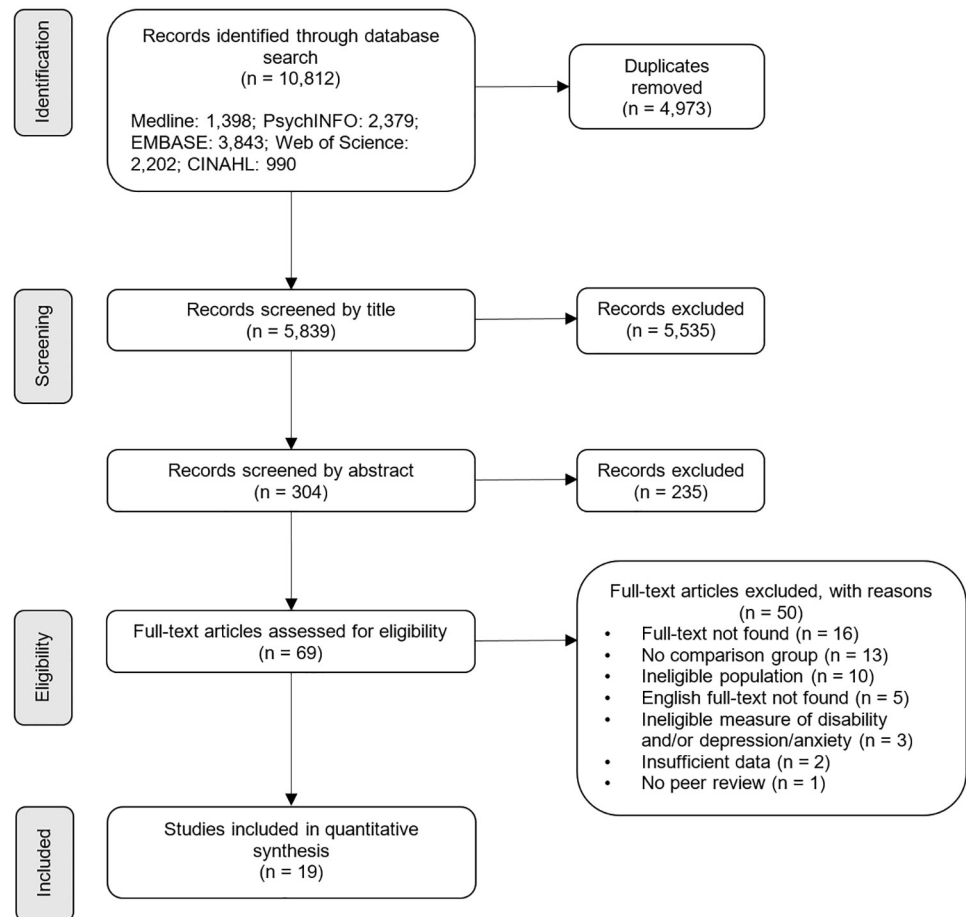 Identification
Records identified through database
search
(n = 10,812)
Medline: 1,398; PsychINFO: 2,379;
EMBASE: 3,843; Web of Science:
2,202; CINAHL: 990
Duplicates
removed
(n = 4,973)
Screening
Records screened by title
(n = 5,839)
Records excluded
(n = 5,535)
Records screened by abstract
(n = 304)
Records excluded
(n = 235)
Eligibility
Full-text articles assessed for eligibility
(n = 69)
Full-text articles excluded, with reasons
(n = 50)
• Full-text not found (n = 16)
• No comparison group (n = 13)
• Ineligible population (n = 10)
• English full-text not found (n = 5)
• Ineligible measure of disability
and/or depression/anxiety (n = 3)
• Insufficient data (n = 2)
• No peer review (n = 1)
Included
Studies included in quantitative
synthesis
(n = 19)